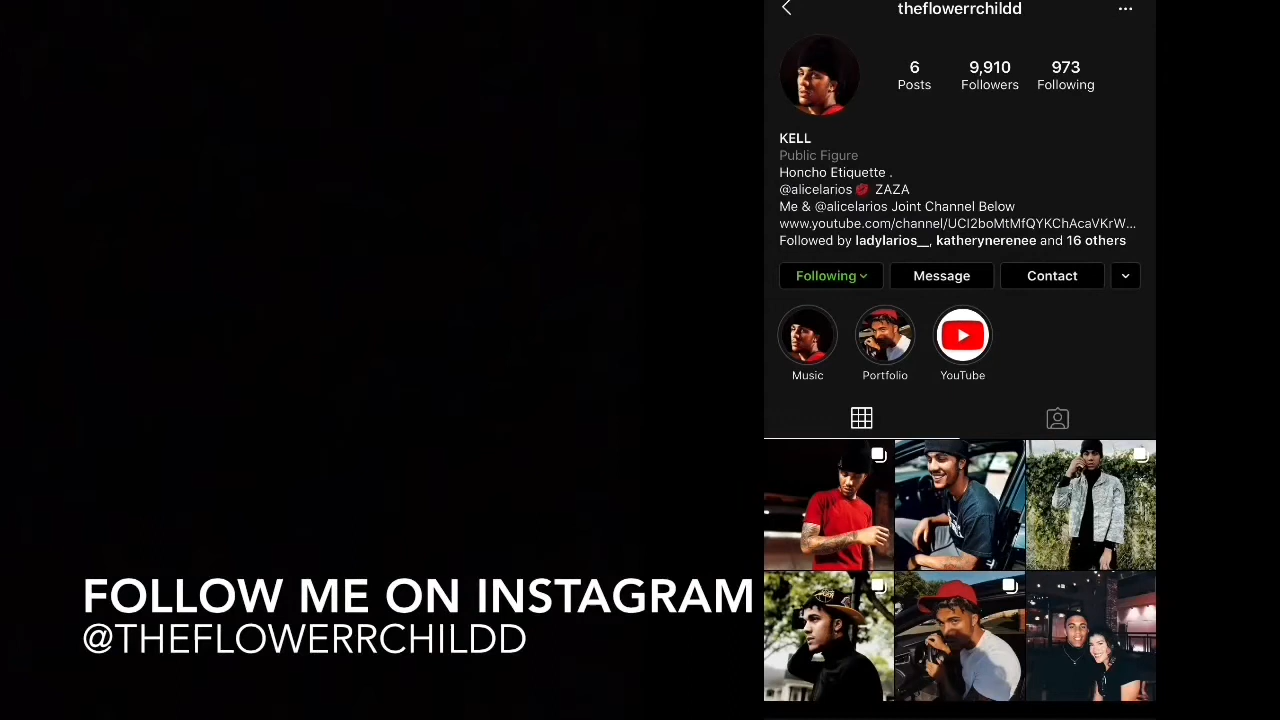 theflowerrchildd
6 9,910 973
Posts Followers Following
KELL
Public Figure
Honcho Etiquette .
@alicelarios 💋 ZAZA
Me & @alicelarios Joint Channel Below
www.youtube.com/channel/UCI2boMtMfQYKChAcaVKrW...
Followed by ladylarios__, katherynerenee and 16 others
Following Message Contact
Music Portfolio YouTube
FOLLOW ME ON INSTAGRAM
@THEFLOWERRCHILDD